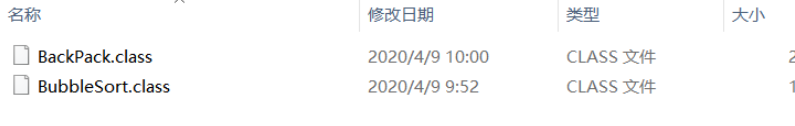 名称 修改日期 类型 大小
BackPack.class 2020/4/9 10:00 CLASS 文件
BubbleSort.class 2020/4/9 9:52 CLASS 文件